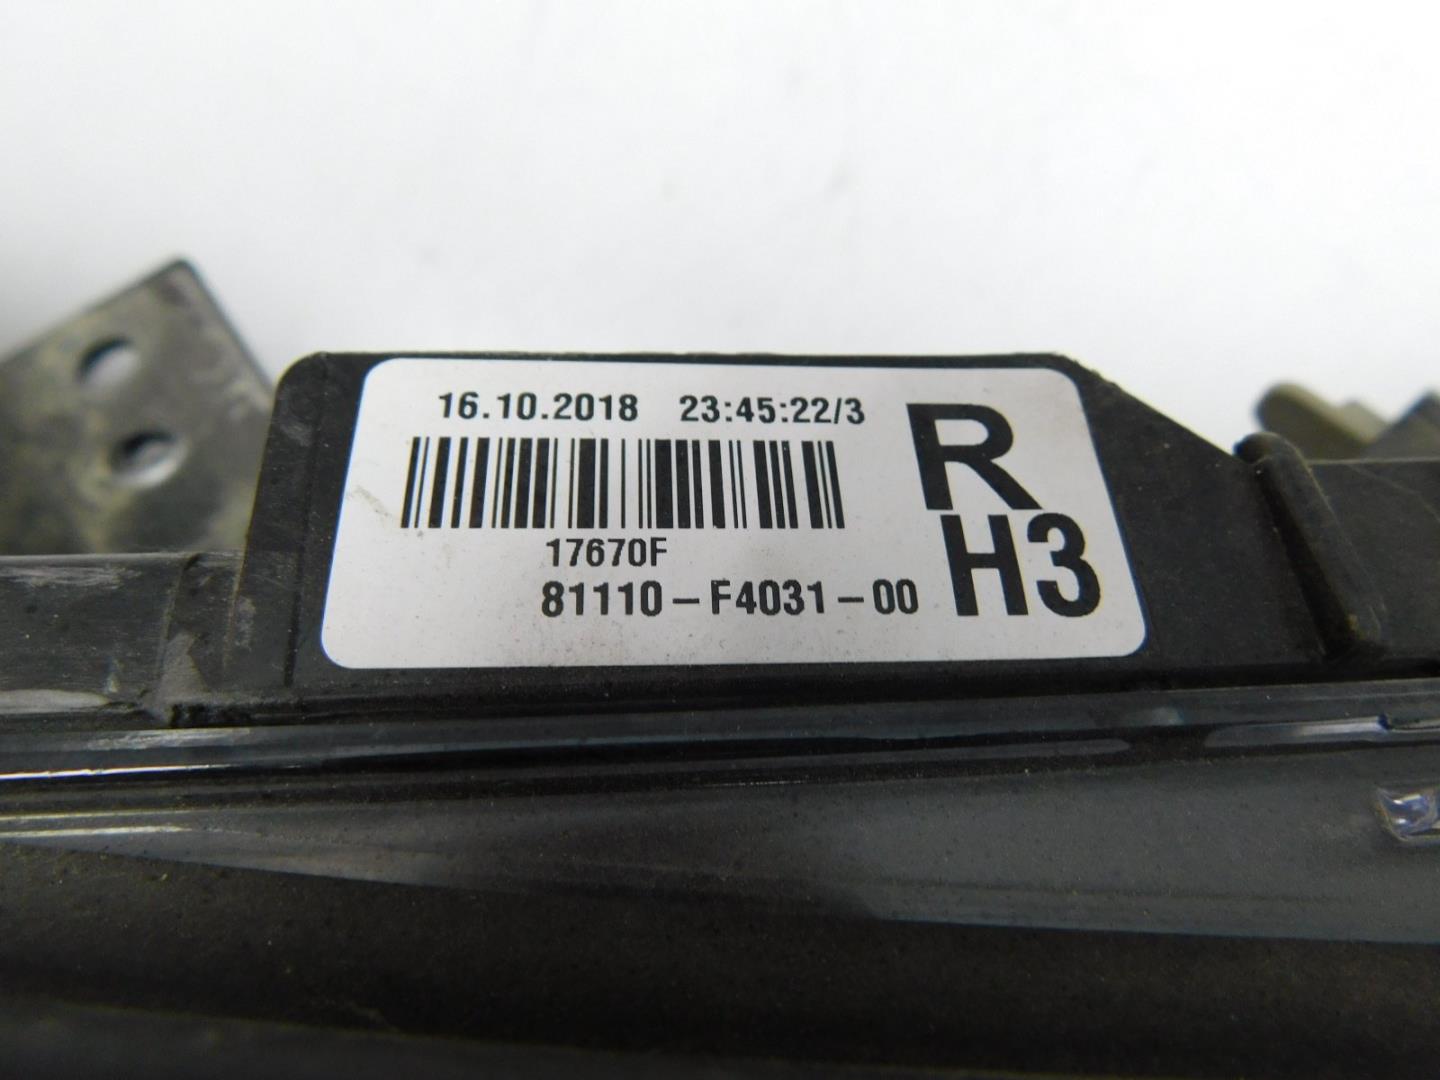 16.10.2018 23:45:22/3
R
17670F
H3
81110-F4031-00